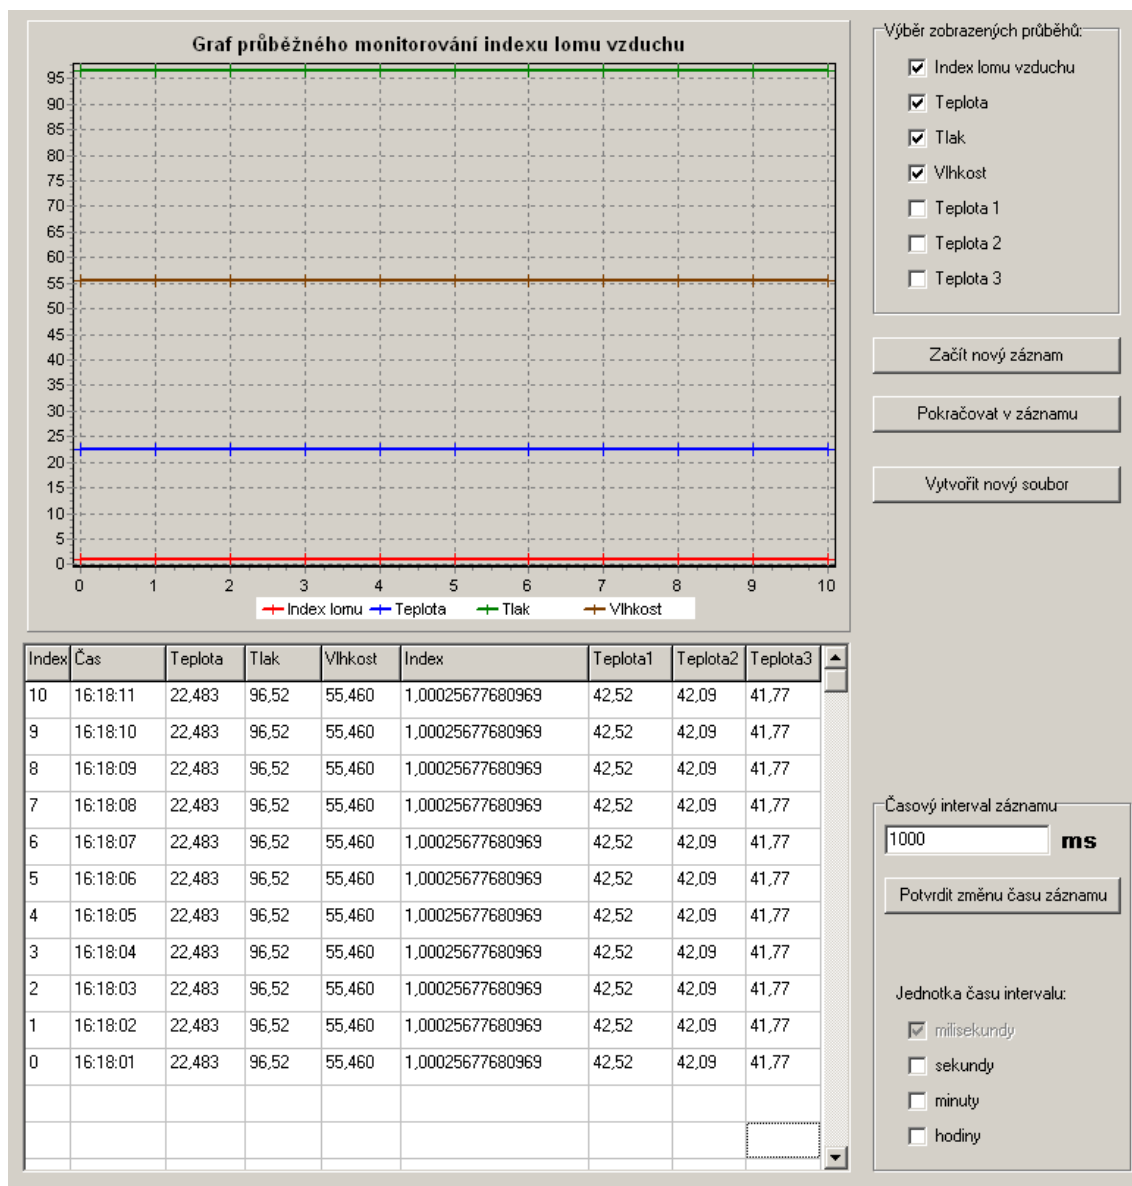 Graf průběžného monitorování indexu lomu vzduchu
95
90
85
80
75
70
65
60
55
50
45
40
35
30
25
20
15
10
5
0
0 1 2 3 4 5 6 7 8 9 10
Index lomu Teplota Tlak Vlhkost
Výběr zobrazených průběhů:
Index lomu vzduchu
Teplota
Tlak
Vlhkost
Teplota 1
Teplota 2
Teplota 3
Začít nový záznam
Pokračovat v záznamu
Vytvořit nový soubor
Index Čas Teplota Tlak Vlhkost Index Teplota1 Teplota2 Teplota3
10 16:18:11 22,483 96,52 55,460 1,00025677680969 42,52 42,09 41,77
9 16:18:10 22,483 96,52 55,460 1,00025677680969 42,52 42,09 41,77
8 16:18:09 22,483 96,52 55,460 1,00025677680969 42,52 42,09 41,77
7 16:18:08 22,483 96,52 55,460 1,00025677680969 42,52 42,09 41,77
6 16:18:07 22,483 96,52 55,460 1,00025677680969 42,52 42,09 41,77
5 16:18:06 22,483 96,52 55,460 1,00025677680969 42,52 42,09 41,77
4 16:18:05 22,483 96,52 55,460 1,00025677680969 42,52 42,09 41,77
3 16:18:04 22,483 96,52 55,460 1,00025677680969 42,52 42,09 41,77
2 16:18:03 22,483 96,52 55,460 1,00025677680969 42,52 42,09 41,77
1 16:18:02 22,483 96,52 55,460 1,00025677680969 42,52 42,09 41,77
0 16:18:01 22,483 96,52 55,460 1,00025677680969 42,52 42,09 41,77
Časový interval záznamu
1000 ms
Potvrdit změnu času záznamu
Jednotka času intervalu:
milisekundy
sekundy
minuty
hodiny